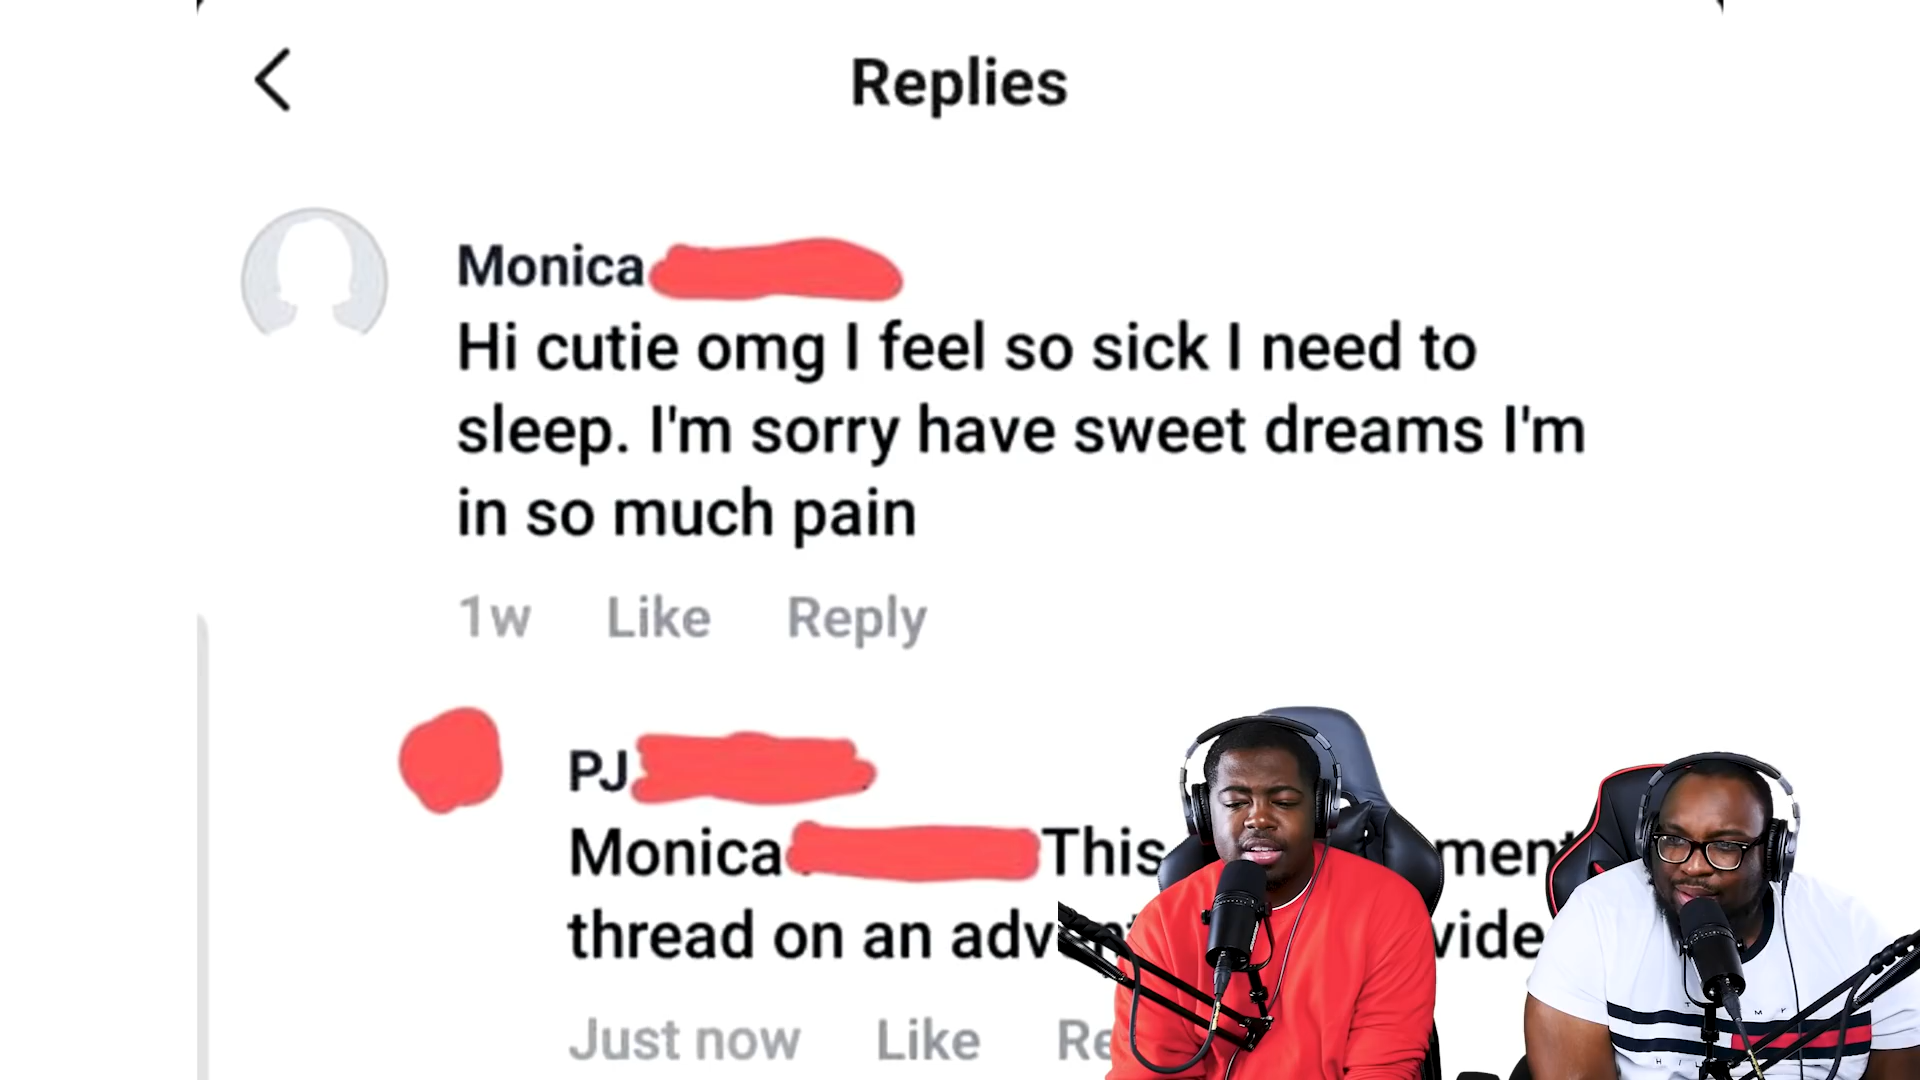 Replies
Monica
Hi cutie omg I feel so sick I need to
sleep. I'm sorry have sweet dreams I'm
in so much pain
1w Like Reply
PJ
Monica This
thread on an
Just now Like